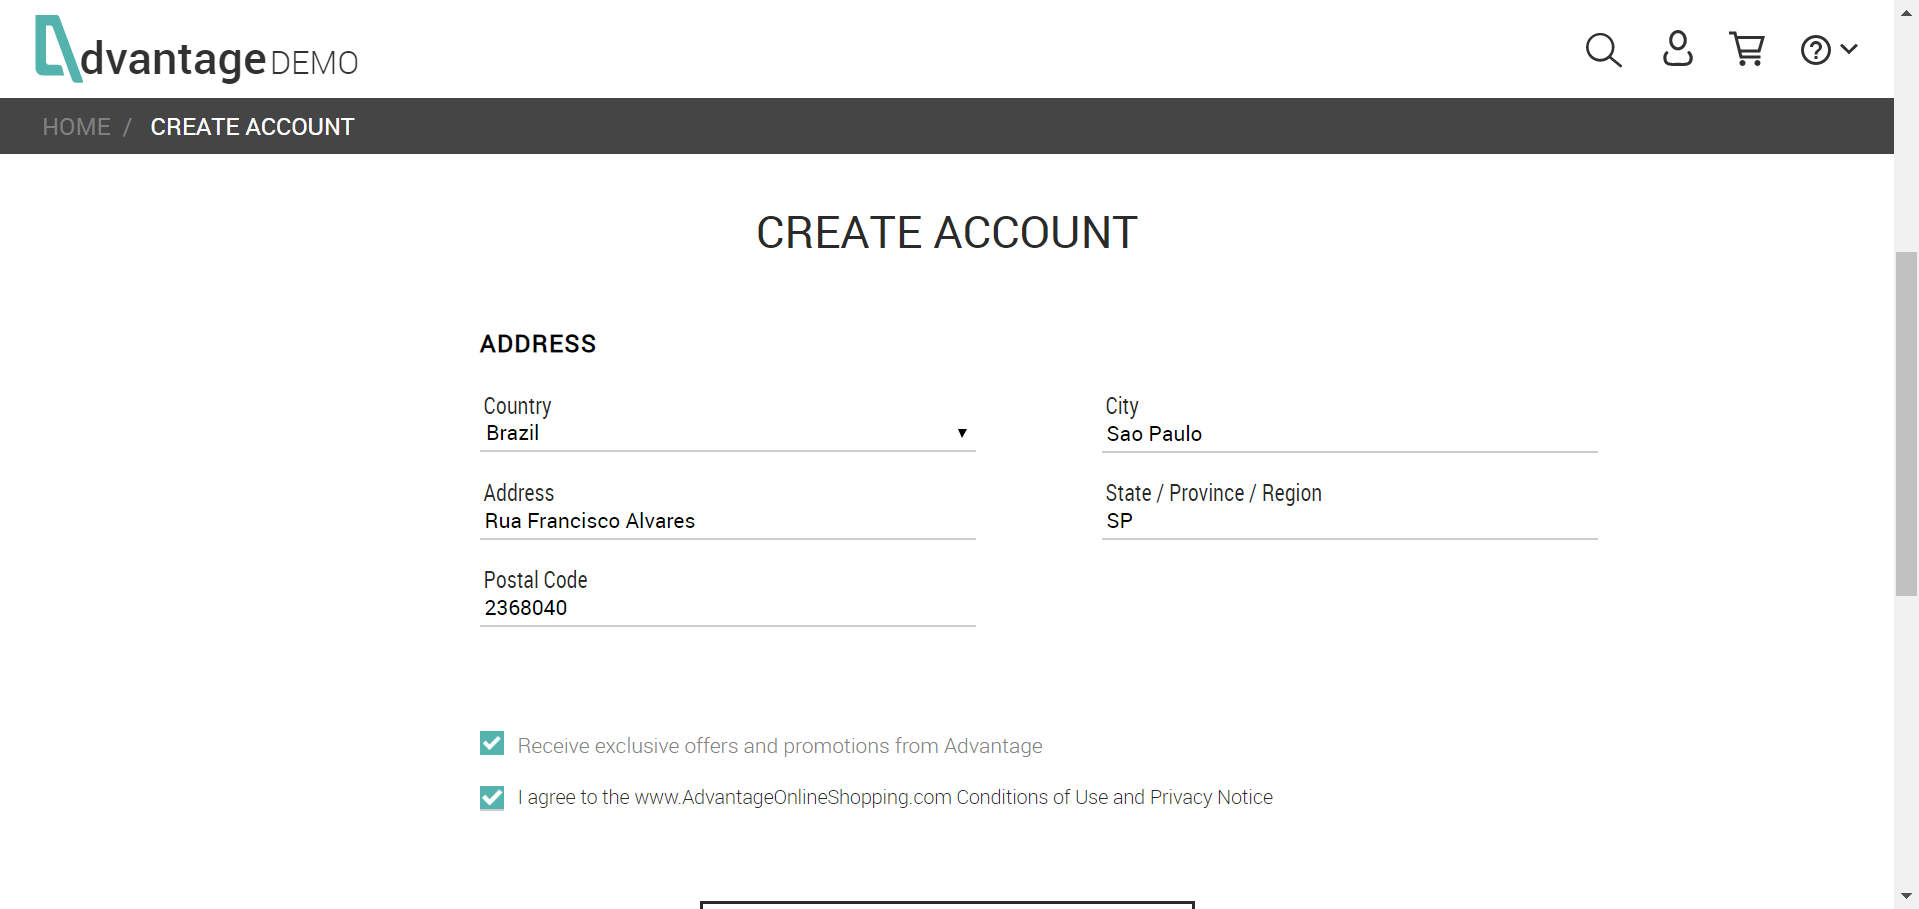 dvantage DEMO
HOME / CREATE ACCOUNT
CREATE ACCOUNT
ADDRESS
Country
Brazil
City
Sao Paulo
Address
Rua Francisco Alvares
State / Province / Region
SP
Postal Code
2368040
Receive exclusive offers and promotions from Advantage
I agree to the www.AdvantageOnlineShopping.com Conditions of Use and Privacy Notice